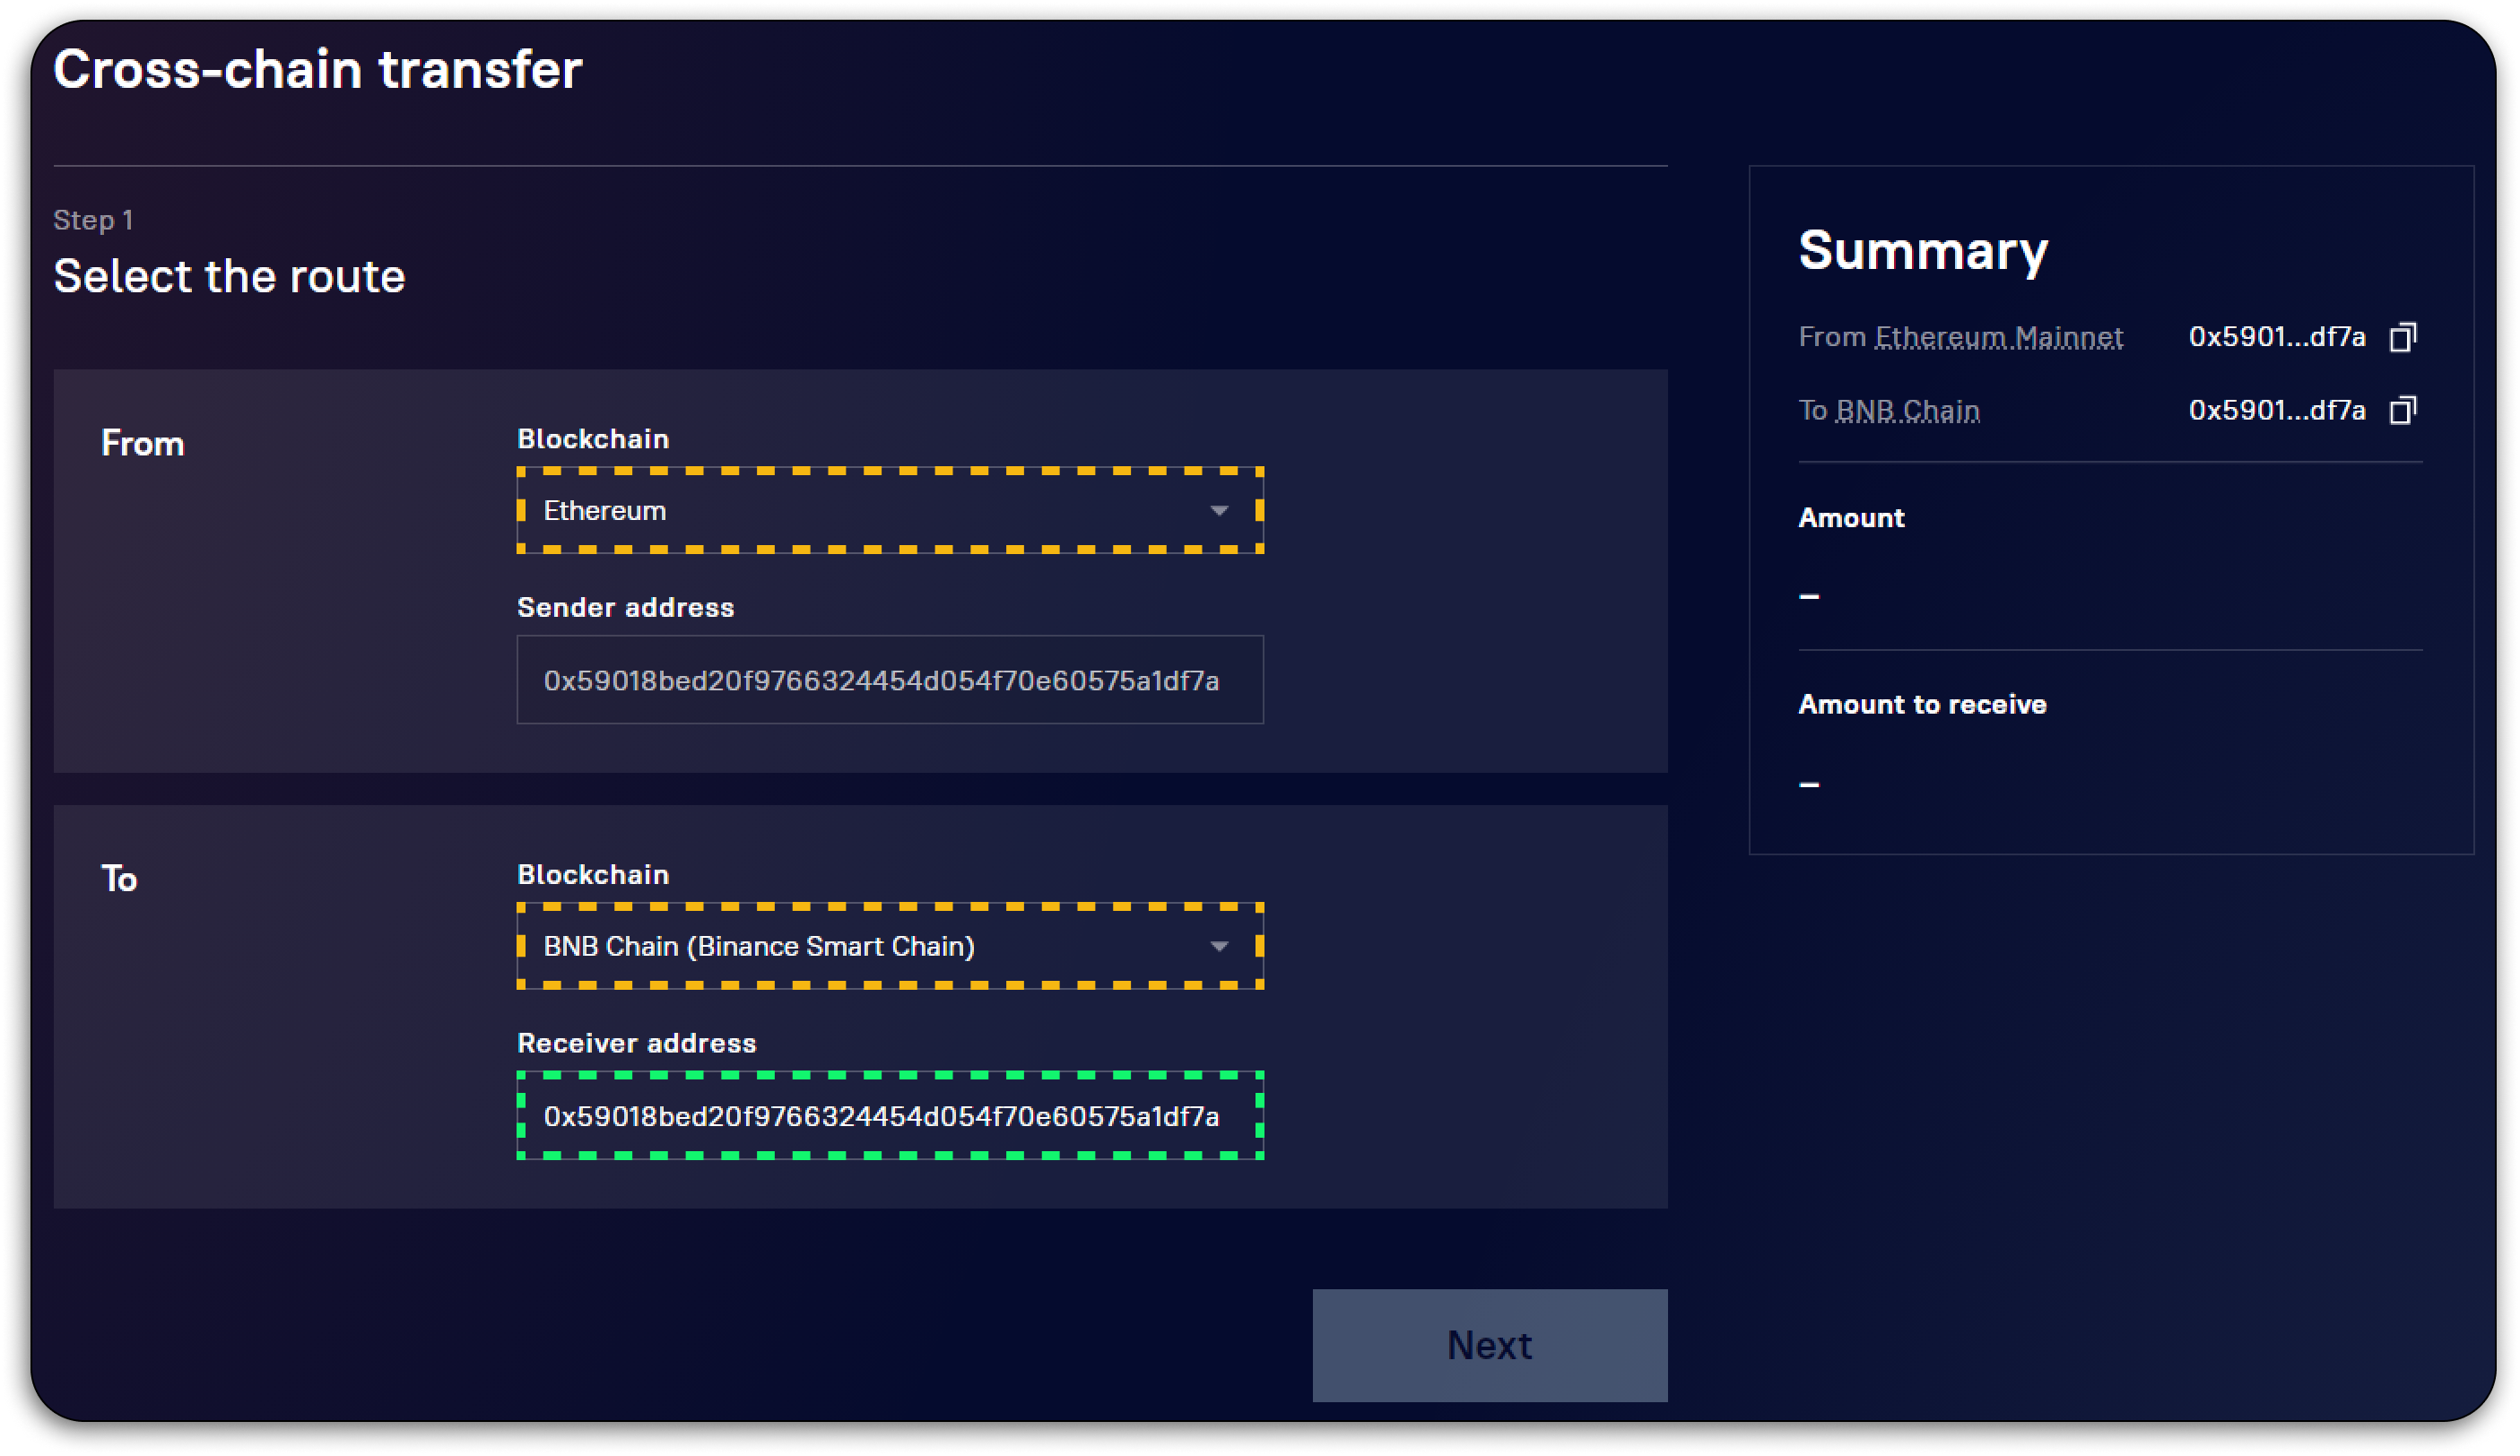 Cross-chain transfer
Step 1
Select the route
From
Blockchain
Ethereum
Sender address
0x59018bed20f9766324454d054f70e60575a1df7a
To
Blockchain
BNB Chain (Binance Smart Chain)
Receiver address
0x59018bed20f9766324454d054f70e60575a1df7a
Next
Summary
From Ethereum Mainnet 0x5901...df7a
To BNB Chain 0x5901...df7a
Amount
–
Amount to receive
–